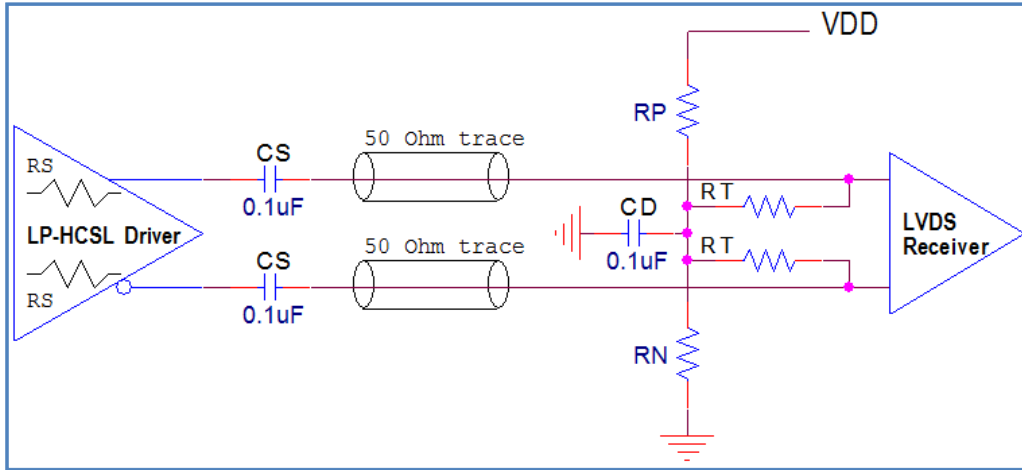 VDD
RP
50 Ohm trace
CS
0.1uF
RS
LP-HCSL Driver
RS
RT
CD
0.1uF
RT
LVDS
Receiver
50 Ohm trace
CS
0.1uF
RN